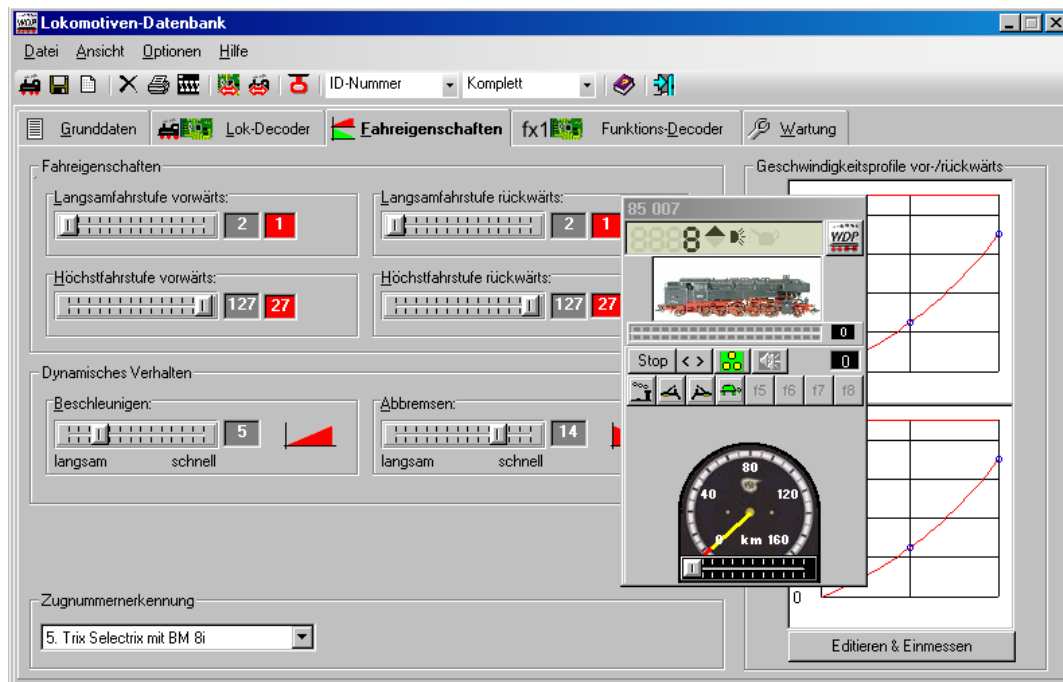 Lokomotiven-Datenbank
Datei Ansicht Optionen Hilfe
ID-Nummer Komplett
Grunddaten Lok-Decoder Fahreigenschaften fx1 Funktions-Decoder Wartung
Fahreigenschaften
Langsamfahrstufe vorwärts:
2 1
Langsamfahrstufe rückwärts:
2 1
Höchstfahrstufe vorwärts:
127 27
Höchstfahrstufe rückwärts:
127 27
Dynamisches Verhalten
Beschleunigen:
5
langsam schnell
Abbremsen:
14
langsam schnell
Zugnummernerkennung
5. Trix Selectrix mit BM 8i
85 007
8
WDP
0
Stop < > 0
f5 f6 f7 f8
80
40 120
0 km 160
Geschwindigkeitsprofile vor-/rückwärts
0
Editieren & Einmessen